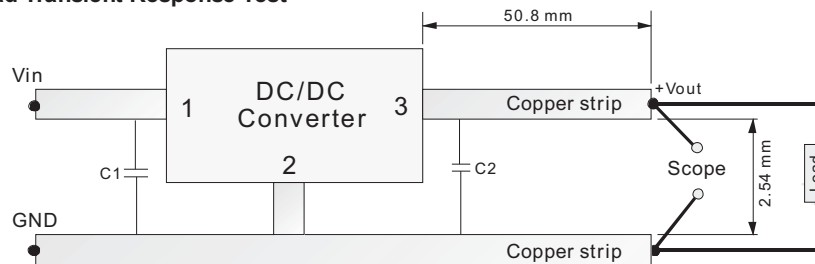 Transient Response Test
50.8 mm
Vin
DC/DC
Converter
1
2
3
Copper strip
+Vout
C1
C2
Scope
2.54 mm
GND
Copper strip